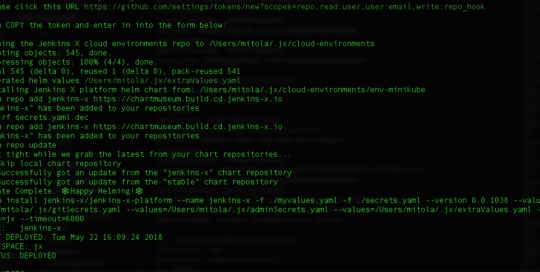 ase click this URL https://github.com/settings/tokens/new?scopes=repo,read:user,user:email,write:repo_hook
n COPY the token and enter in into the form below:
ning the Jenkins X cloud environments repo to /Users/mitola/.jx/cloud-environments
ating objects: 545, done.
pressing objects: 100% (4/4), done.
al 545 (delta 0), reused 1 (delta 0), pack-reused 541
erated helm values /Users/mitola/.jx/extraValues.yaml
talling Jenkins X platform helm chart from: /Users/mitola/.jx/cloud-environments/env-minikube
m repo add jenkins-x https://chartmuseum.build.cd.jenkins-x.io
nkins-x" has been added to your repositories
-rf secrets.yaml.dec
m repo add jenkins-x https://chartmuseum.build.cd.jenkins-x.io
nkins-x" has been added to your repositories
m repo update
g tight while we grab the latest from your chart repositories...
Skip local chart repository
Successfully got an update from the "jenkins-x" chart repository
Successfully got an update from the "stable" chart repository
ate Complete. ⎈Happy Helming!⎈
m install jenkins-x/jenkins-x-platform --name jenkins-x -f ./myvalues.yaml -f ./secrets.yaml --version 0.0.1038 --valu
/mitola/.jx/gitSecrets.yaml --values=/Users/mitola/.jx/adminSecrets.yaml --values=/Users/mitola/.jx/extraValues.yaml -
e=jx --timeout=6000
E: jenkins-x
T DEPLOYED: Tue May 22 16:09:24 2018
ESPACE: jx
TUS: DEPLOYED